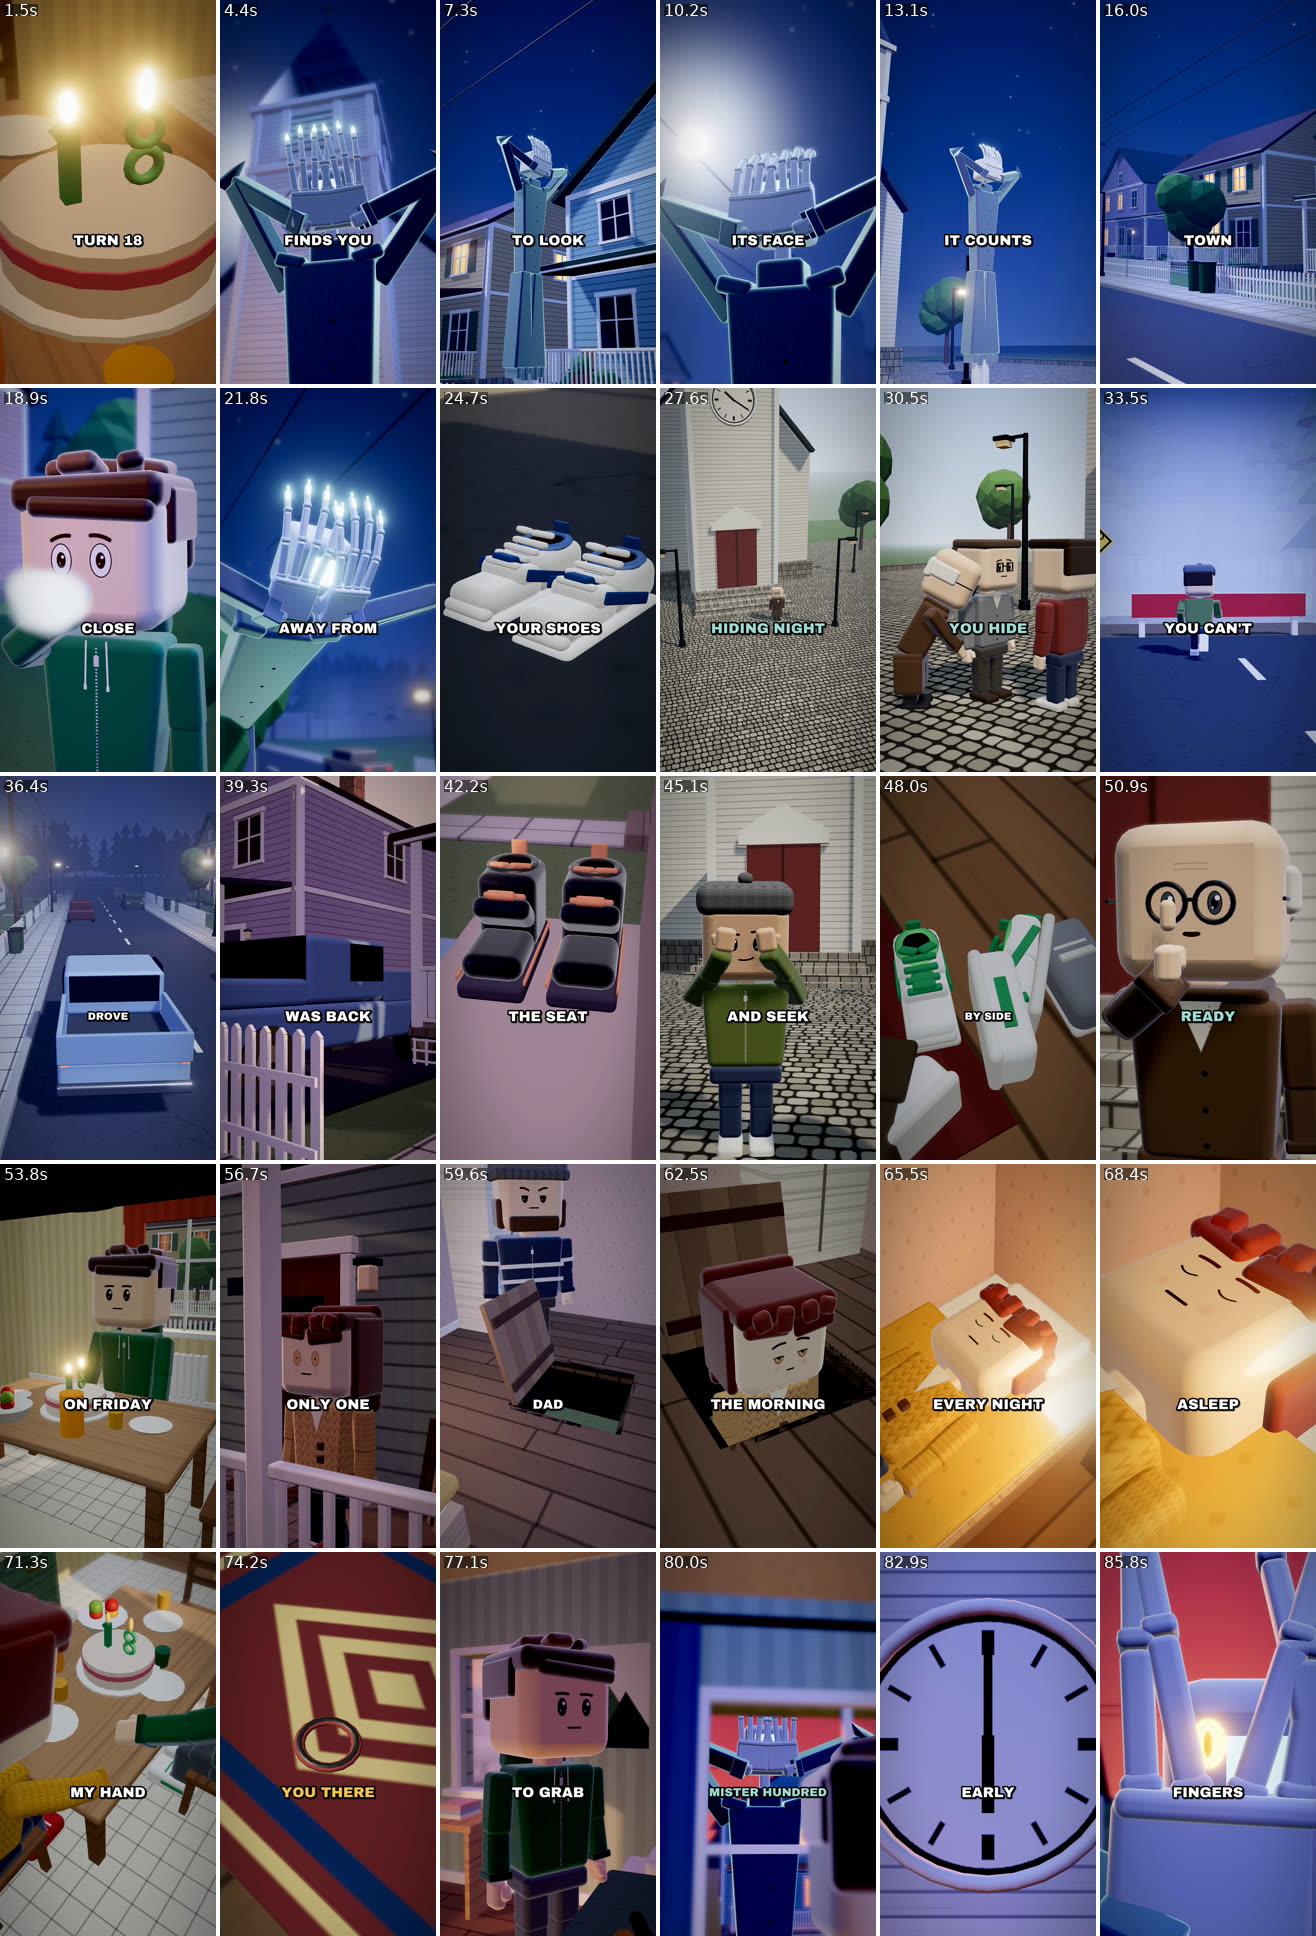 1.5s
TURN 18
4.4s
FINDS YOU
7.3s
TO LOOK
10.2s
ITS FACE
13.1s
IT COUNTS
16.0s
TOWN
18.9s
CLOSE
21.8s
AWAY FROM
24.7s
YOUR SHOES
27.6s
HIDING NIGHT
30.5s
YOU HIDE
33.5s
YOU CAN'T
36.4s
DROVE
39.3s
WAS BACK
42.2s
THE SEAT
45.1s
AND SEEK
48.0s
BY SIDE
50.9s
READY
53.8s
ON FRIDAY
56.7s
ONLY ONE
59.6s
DAD
62.5s
THE MORNING
65.5s
EVERY NIGHT
68.4s
ASLEEP
71.3s
MY HAND
74.2s
YOU THERE
77.1s
TO GRAB
80.0s
MISTER HUNDRED
82.9s
EARLY
85.8s
FINGERS